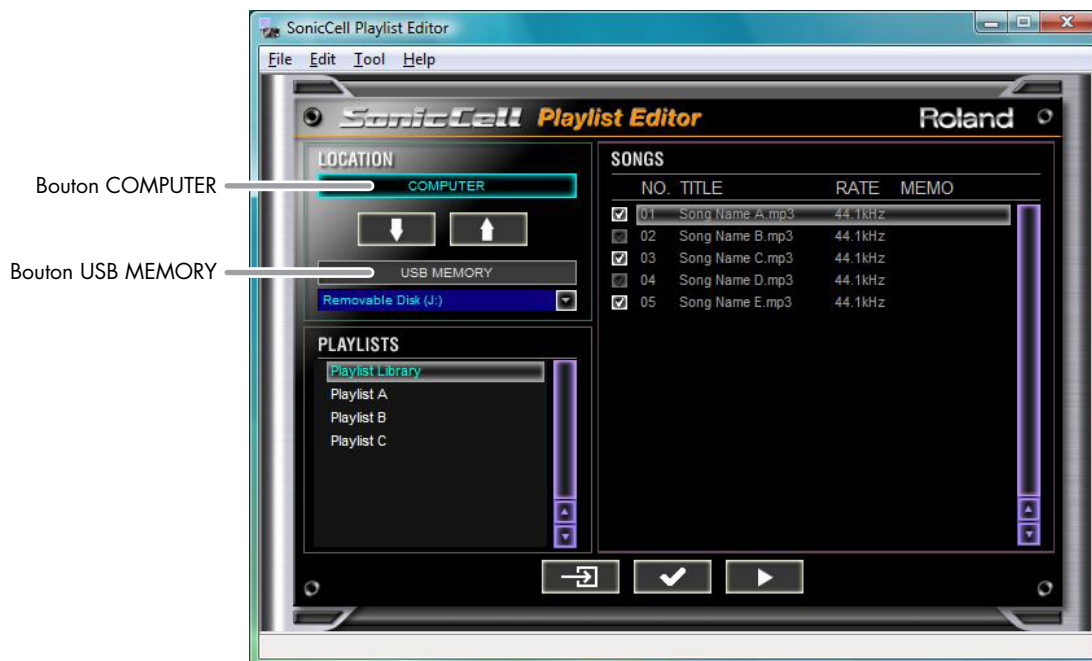 SonicCell Playlist Editor
File Edit Tool Help
SonicCell Playlist Editor
Roland
LOCATION
Bouton COMPUTER
COMPUTER
Bouton USB MEMORY
USB MEMORY
Removable Disk (J:)
PLAYLISTS
Playlist Library
Playlist A
Playlist B
Playlist C
SONGS
NO. TITLE RATE MEMO
01 Song Name A.mp3 44.1kHz
02 Song Name B.mp3 44.1kHz
03 Song Name C.mp3 44.1kHz
04 Song Name D.mp3 44.1kHz
05 Song Name E.mp3 44.1kHz